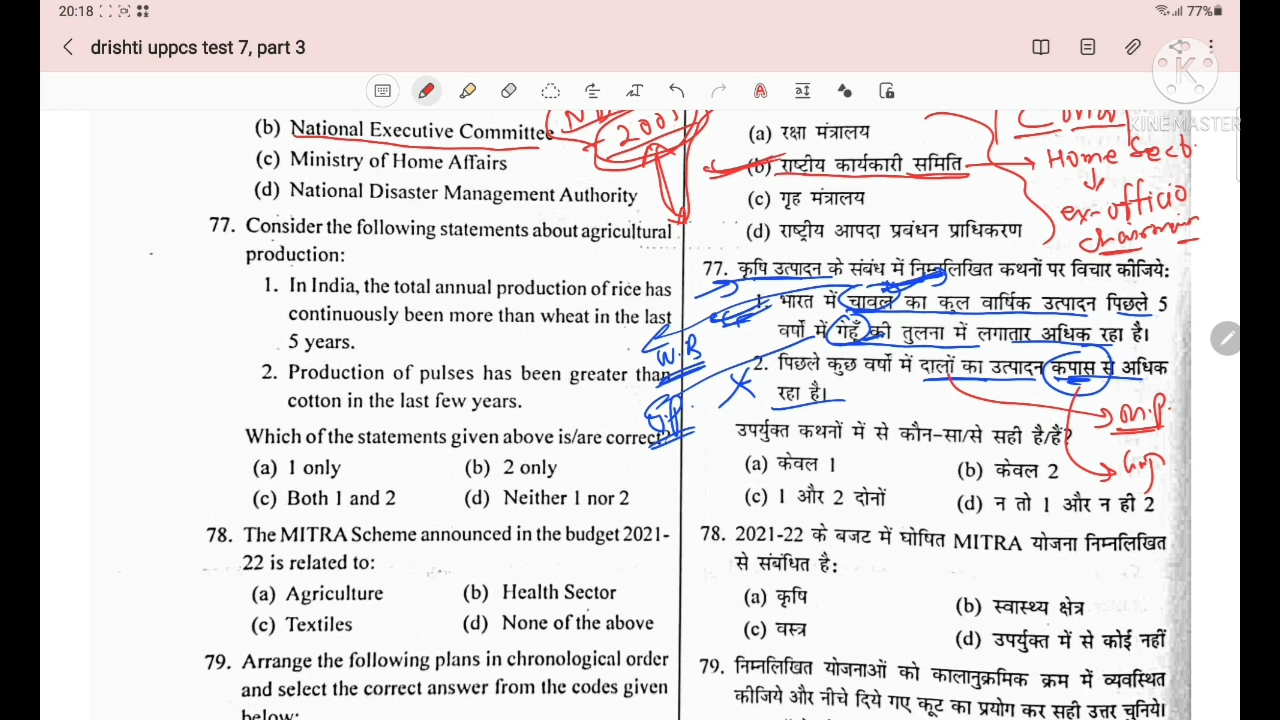 20:18
77%
drishti uppcs test 7, part 3
K
KINEMASTER
(b) National Executive Committee
(c) Ministry of Home Affairs
(d) National Disaster Management Authority
77. Consider the following statements about agricultural
production:
1. In India, the total annual production of rice has
continuously been more than wheat in the last
5 years.
2. Production of pulses has been greater than
cotton in the last few years.
Which of the statements given above is/are correct?
(a) 1 only
(b) 2 only
(c) Both 1 and 2
(d) Neither 1 nor 2
78. The MITRA Scheme announced in the budget 2021-
22 is related to:
(a) Agriculture
(b) Health Sector
(c) Textiles
(d) None of the above
79. Arrange the following plans in chronological order
and select the correct answer from the codes given
below:
2005
W.B
U.P.
(a) रक्षा मंत्रालय
(b) राष्ट्रीय कार्यकारी समिति
(c) गृह मंत्रालय
(d) राष्ट्रीय आपदा प्रबंधन प्राधिकरण
Home Sect.
ex-officio
chairman
77. कृषि उत्पादन के संबंध में निम्नलिखित कथनों पर विचार कीजिये:
1. भारत में चावल का कुल वार्षिक उत्पादन पिछले 5
वर्षों में गेहूँ की तुलना में लगातार अधिक रहा है।
2. पिछले कुछ वर्षों में दालों का उत्पादन कपास से अधिक
रहा है।
M.P.
Guj
उपर्युक्त कथनों में से कौन-सा/से सही है/हैं?
(a) केवल 1
(b) केवल 2
(c) 1 और 2 दोनों
(d) न तो 1 और न ही 2
78. 2021-22 के बजट में घोषित MITRA योजना निम्नलिखित
से संबंधित है:
(a) कृषि
(b) स्वास्थ्य क्षेत्र
(c) वस्त्र
(d) उपर्युक्त में से कोई नहीं
79. निम्नलिखित योजनाओं को कालानुक्रमिक क्रम में व्यवस्थित
कीजिये और नीचे दिये गए कूट का प्रयोग कर सही उत्तर चुनिये।